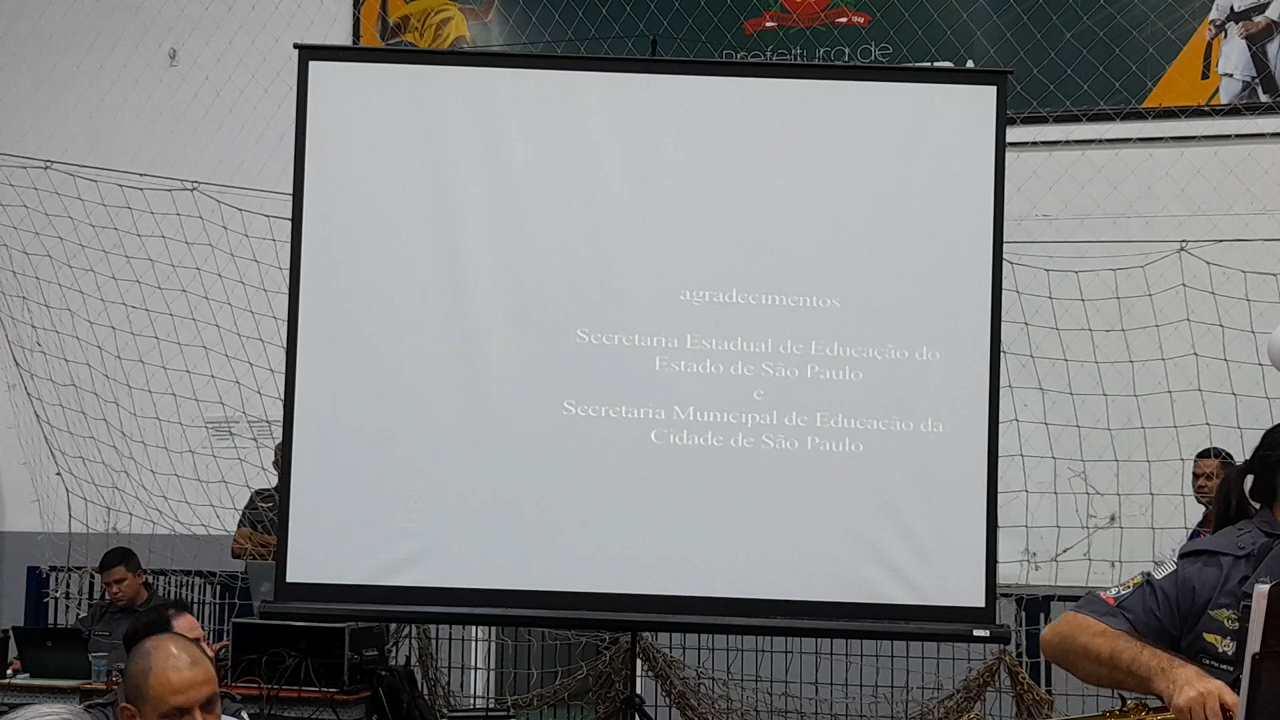 1949
Prefeitura de
agradecimentos
Secretaria Estadual de Educação do
Estado de São Paulo
e
Secretaria Municipal de Educação da
Cidade de São Paulo